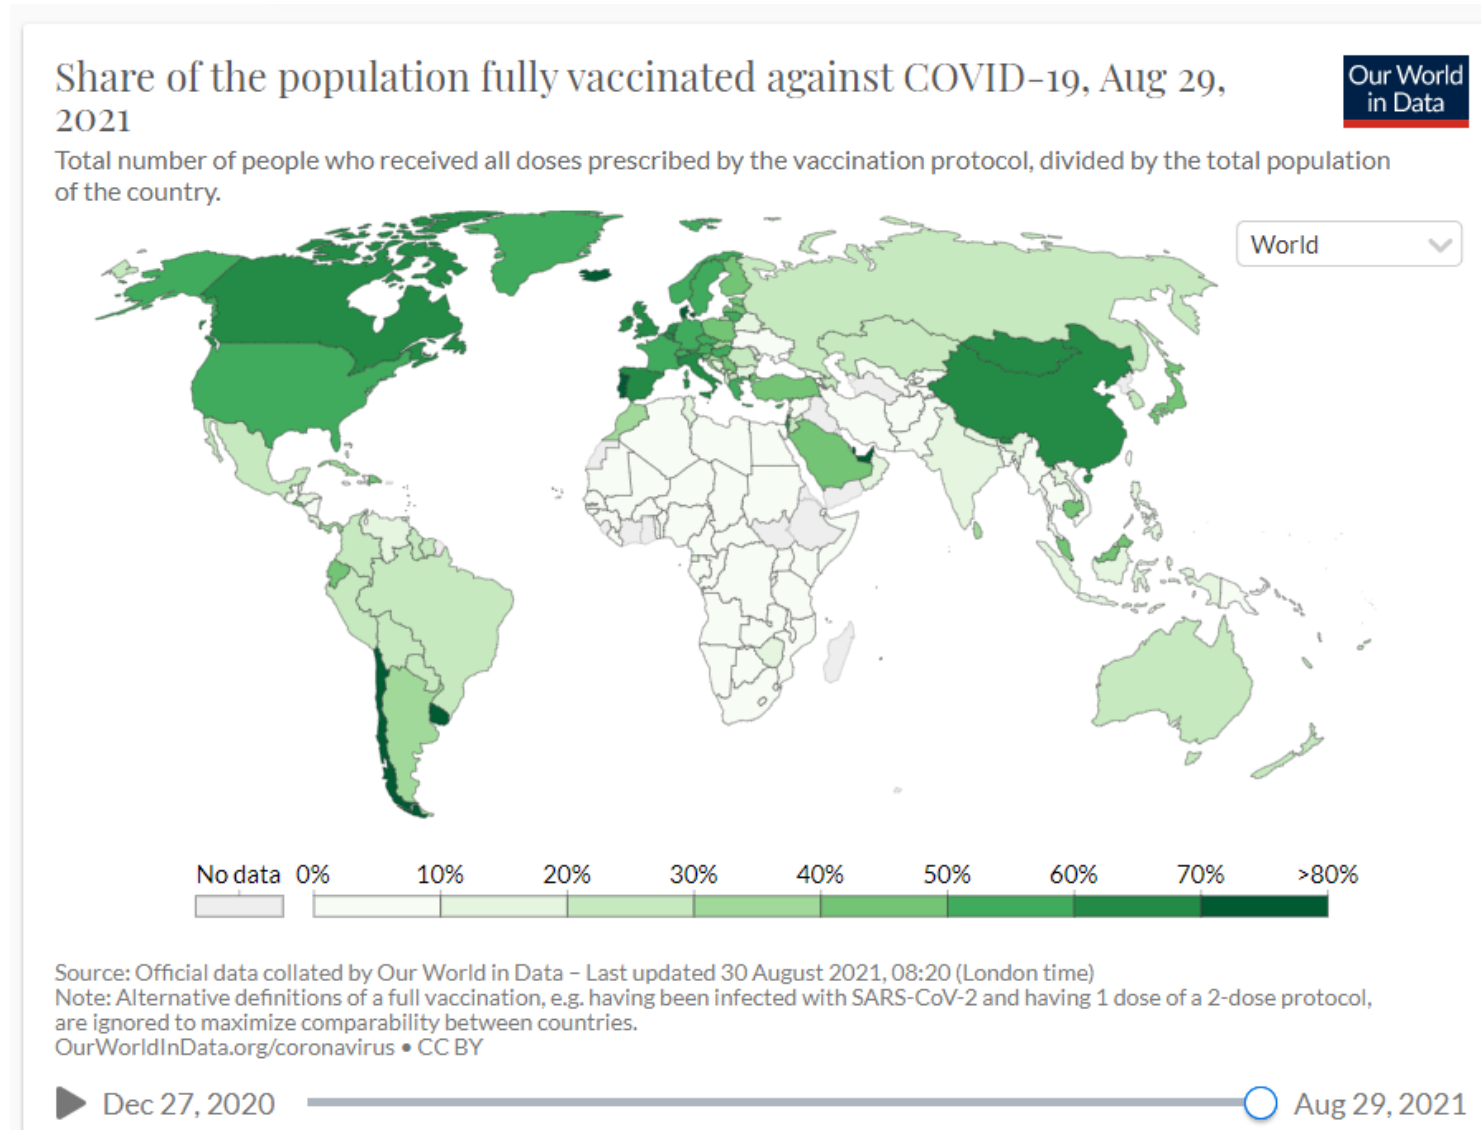 Share of the population fully vaccinated against COVID-19, Aug 29,
2021
Our World
in Data
Total number of people who received all doses prescribed by the vaccination protocol, divided by the total population
of the country.
World
No data 0% 10% 20% 30% 40% 50% 60% 70% >80%
Source: Official data collated by Our World in Data – Last updated 30 August 2021, 08:20 (London time)
Note: Alternative definitions of a full vaccination, e.g. having been infected with SARS-CoV-2 and having 1 dose of a 2-dose protocol,
are ignored to maximize comparability between countries.
OurWorldInData.org/coronavirus • CC BY
Dec 27, 2020 Aug 29, 2021